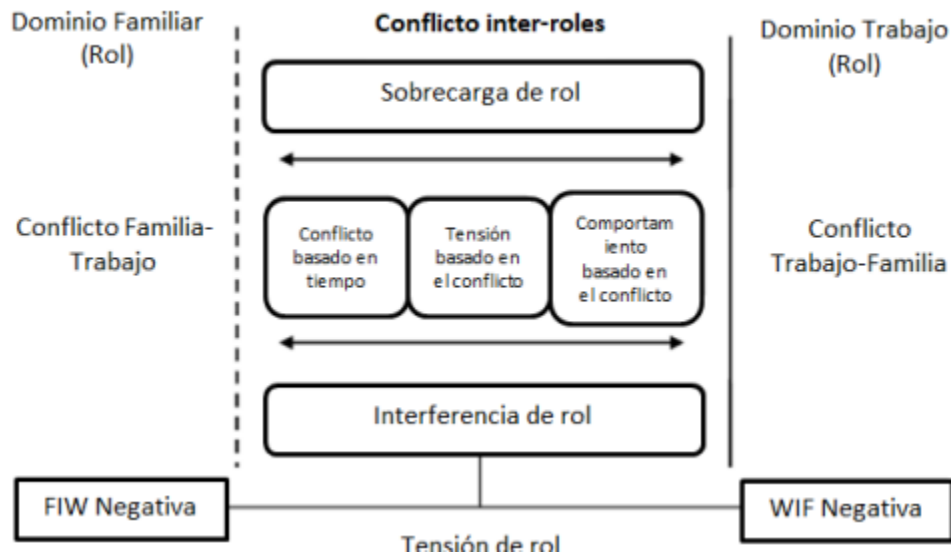 Dominio Familiar
(Rol)
Conflicto inter-roles
Dominio Trabajo
(Rol)
Sobrecarga de rol
Conflicto Familia-
Trabajo
Conflicto
basado en
tiempo
Tensión
basado en
el conflicto
Comportam
iento
basado en
el conflicto
Conflicto
Trabajo-Familia
Interferencia de rol
FIW Negativa
WIF Negativa
Tensión de rol